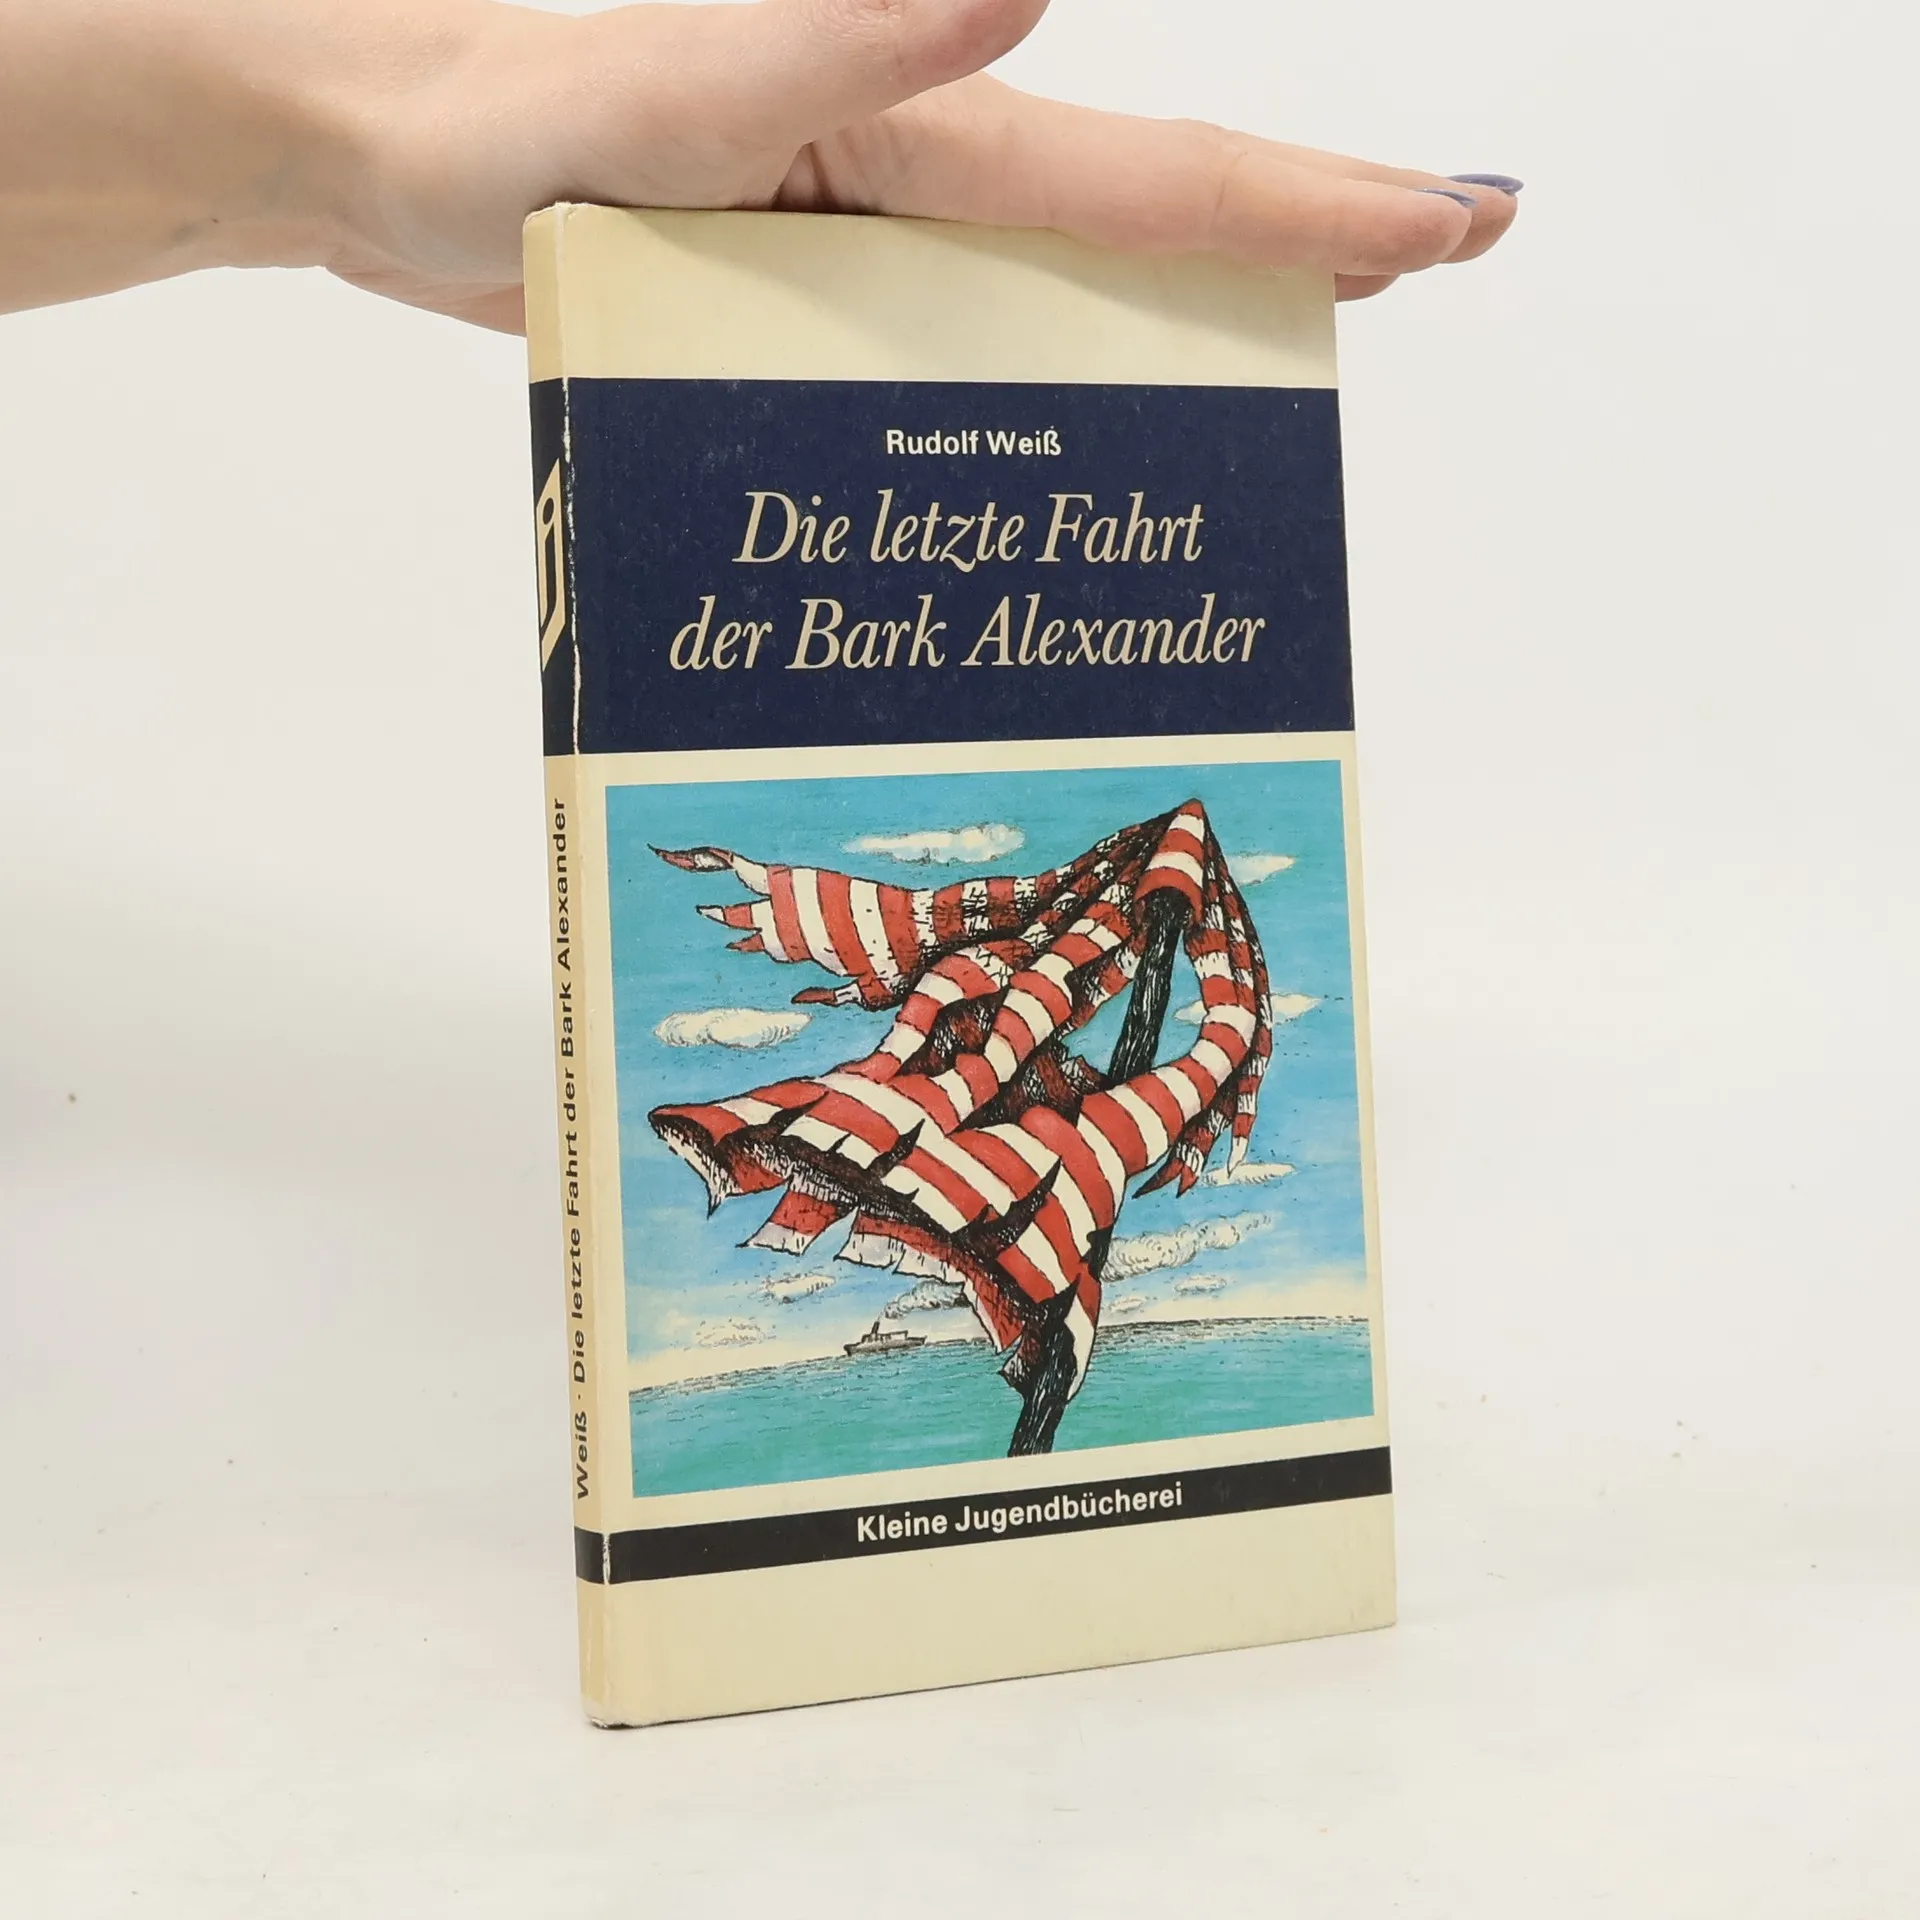 Rudolf Weiß
Die letzte Fahrt
der Bark Alexander
Kleine Jugendbücherei
Weiß · Die letzte Fahrt der Bark Alexander
j